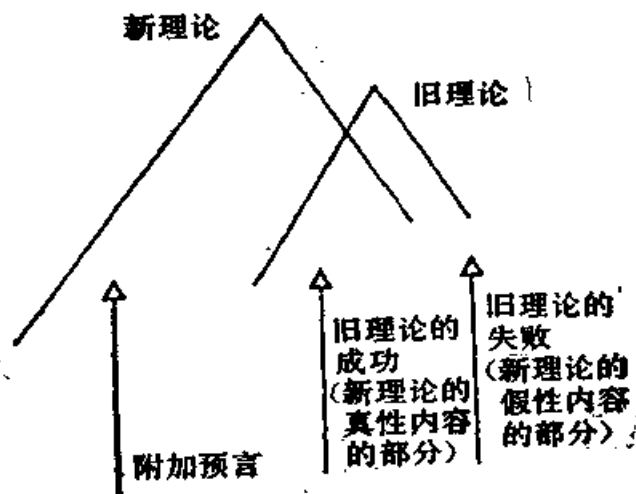 新理论
旧理论
旧理论的
成功
（新理论的
真性内容
的部分）
旧理论的
失败
（新理论的
假性内容
的部分）
附加预言